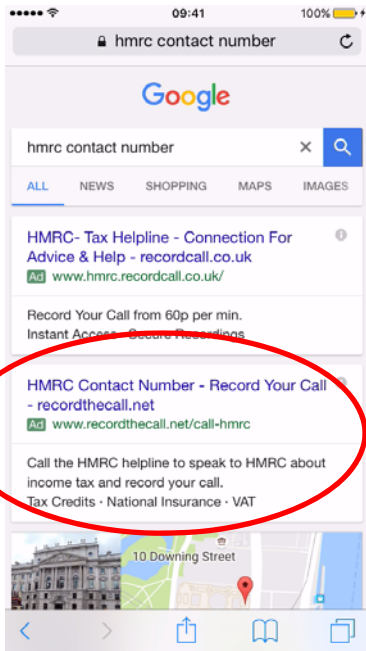 09:41
100%
hmrc contact number
Google
hmrc contact number
ALL NEWS SHOPPING MAPS IMAGES
HMRC- Tax Helpline - Connection For
Advice & Help - recordcall.co.uk
Ad www.hmrc.recordcall.co.uk/
Record Your Call from 60p per min.
Instant Access · Secure Recordings
HMRC Contact Number - Record Your Call
- recordthecall.net
Ad www.recordthecall.net/call-hmrc
Call the HMRC helpline to speak to HMRC about
income tax and record your call.
Tax Credits · National Insurance · VAT
10 Downing Street